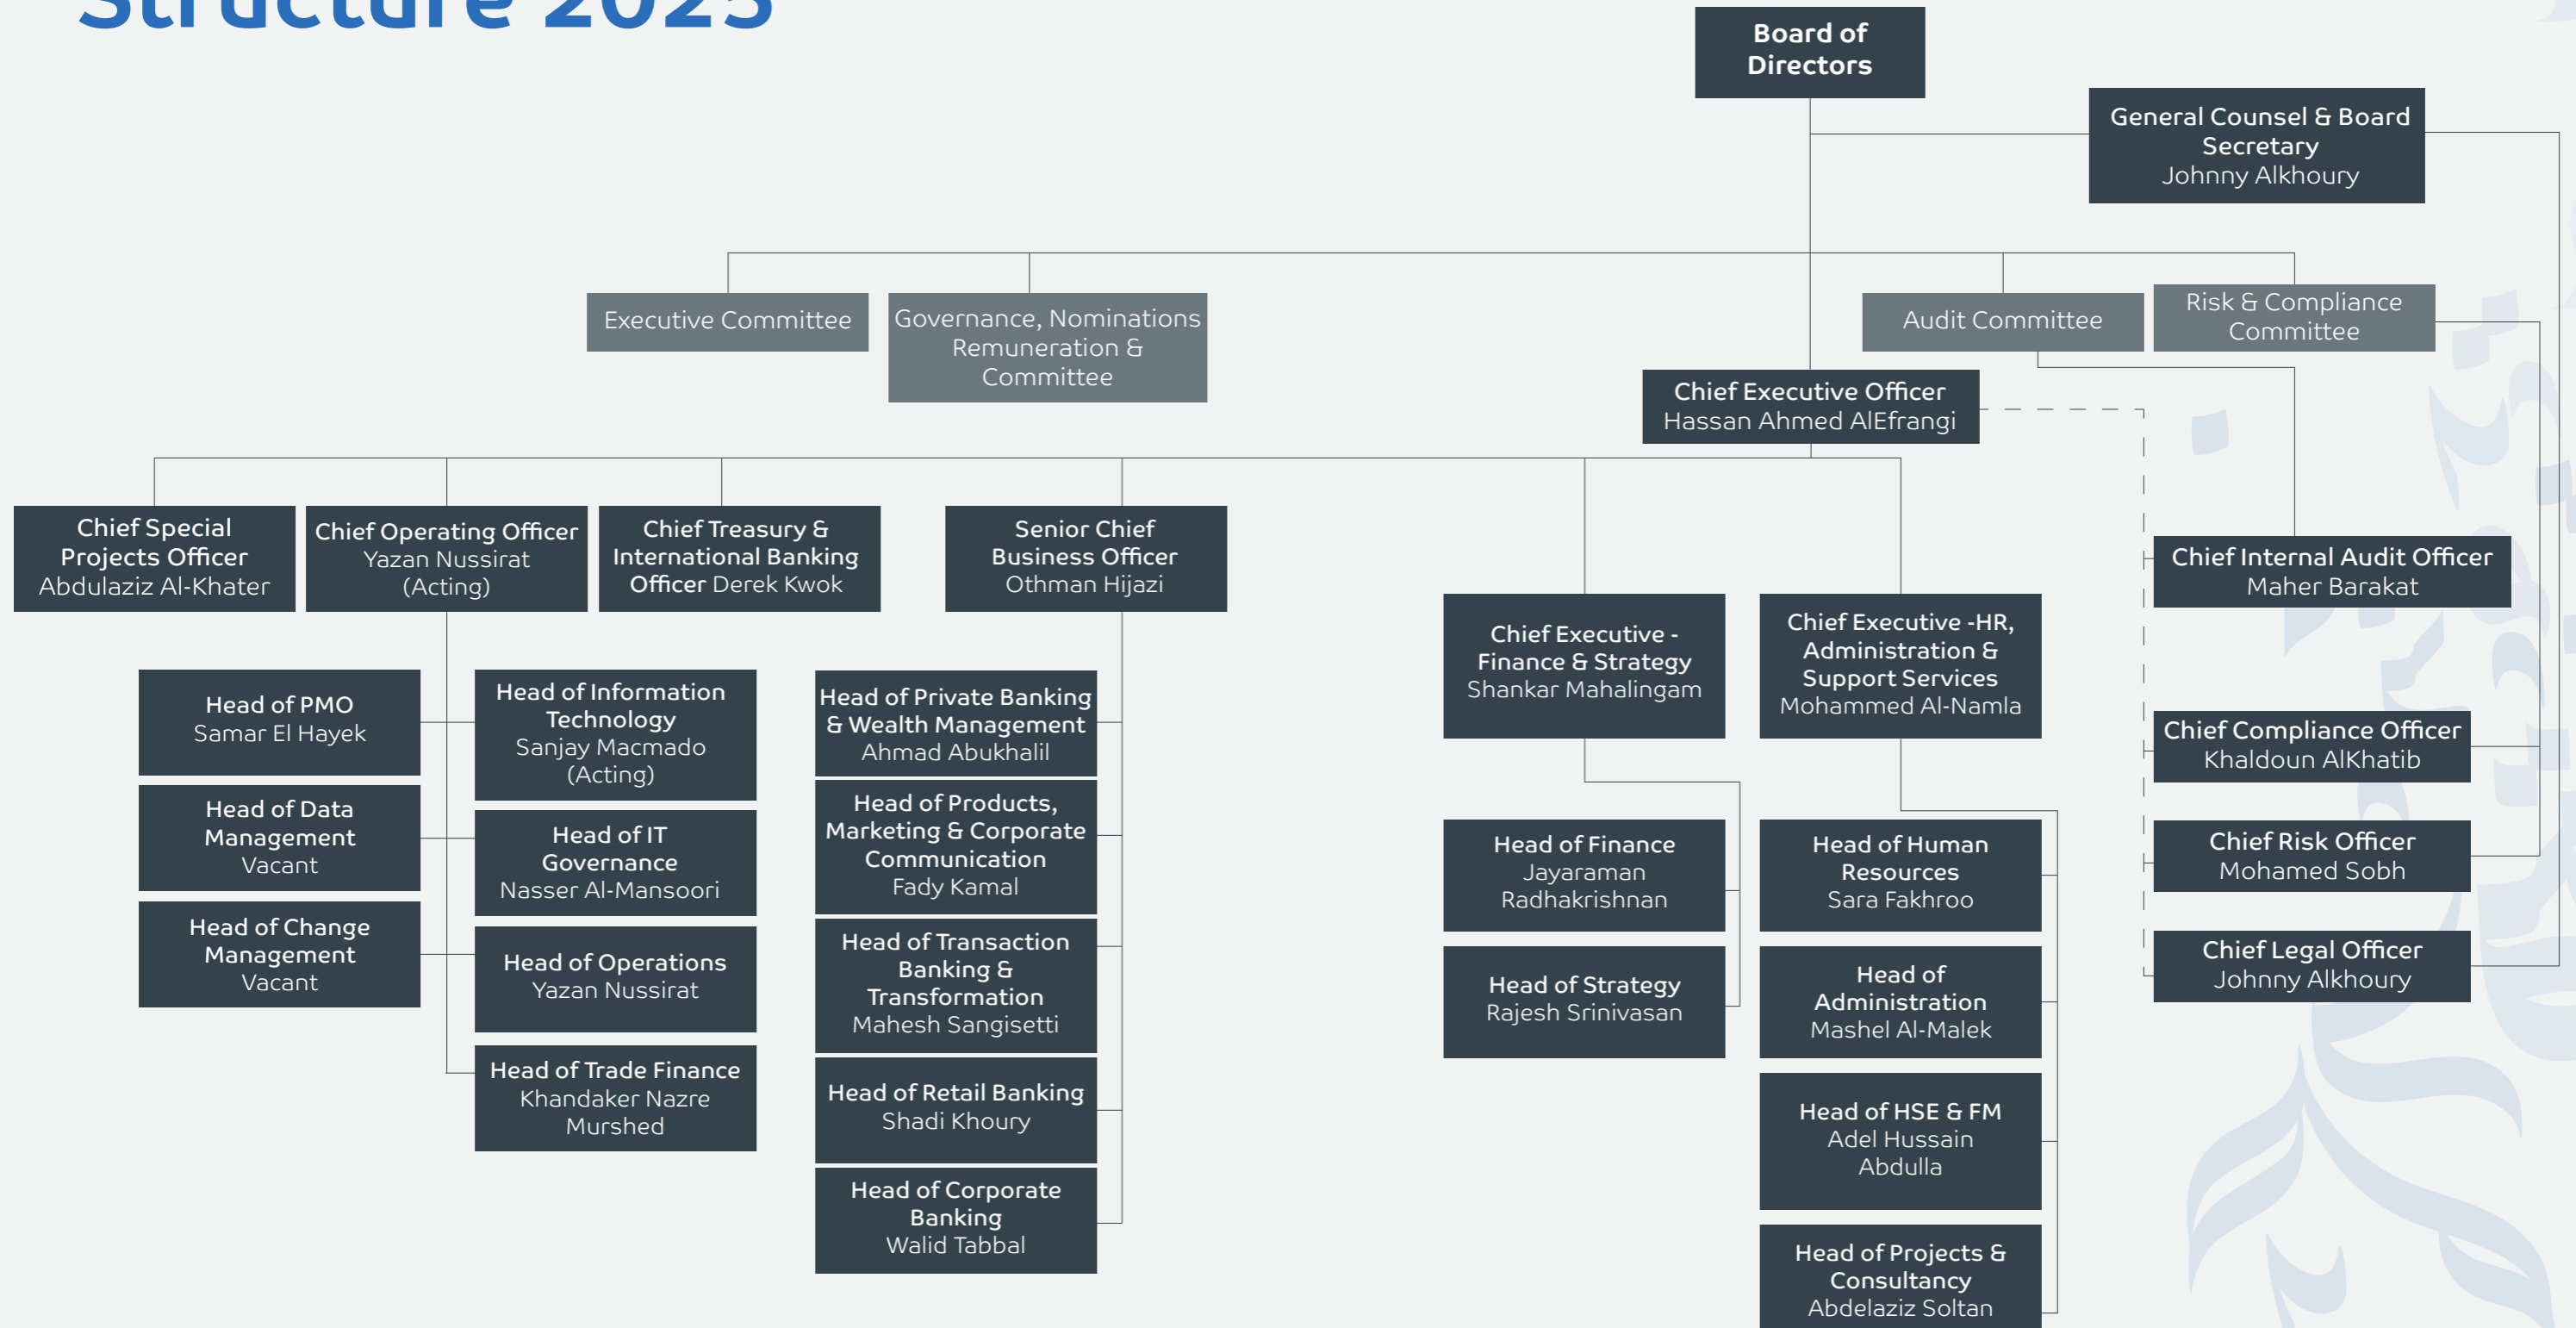 Structure 2025
Board of
Directors
General Counsel & Board
Secretary
Johnny Alkhoury
Executive Committee
Governance, Nominations
Remuneration &
Committee
Audit Committee
Risk & Compliance
Committee
Chief Executive Officer
Hassan Ahmed AlEfrangi
Chief Special
Projects Officer
Abdulaziz Al-Khater
Chief Operating Officer
Yazan Nussirat
(Acting)
Chief Treasury &
International Banking
Officer Derek Kwok
Senior Chief
Business Officer
Othman Hijazi
Chief Executive -
Finance & Strategy
Shankar Mahalingam
Chief Executive -HR,
Administration &
Support Services
Mohammed Al-Namla
Chief Internal Audit Officer
Maher Barakat
Chief Compliance Officer
Khaldoun AlKhatib
Chief Risk Officer
Mohamed Sobh
Chief Legal Officer
Johnny Alkhoury
Head of PMO
Samar El Hayek
Head of Data
Management
Vacant
Head of Change
Management
Vacant
Head of Information
Technology
Sanjay Macmado
(Acting)
Head of IT
Governance
Nasser Al-Mansoori
Head of Operations
Yazan Nussirat
Head of Trade Finance
Khandaker Nazre
Murshed
Head of Private Banking
& Wealth Management
Ahmad Abukhalil
Head of Products,
Marketing & Corporate
Communication
Fady Kamal
Head of Transaction
Banking &
Transformation
Mahesh Sangisetti
Head of Retail Banking
Shadi Khoury
Head of Corporate
Banking
Walid Tabbal
Head of Finance
Jayaraman
Radhakrishnan
Head of Strategy
Rajesh Srinivasan
Head of Human
Resources
Sara Fakhroo
Head of
Administration
Mashel Al-Malek
Head of HSE & FM
Adel Hussain
Abdulla
Head of Projects &
Consultancy
Abdelaziz Soltan